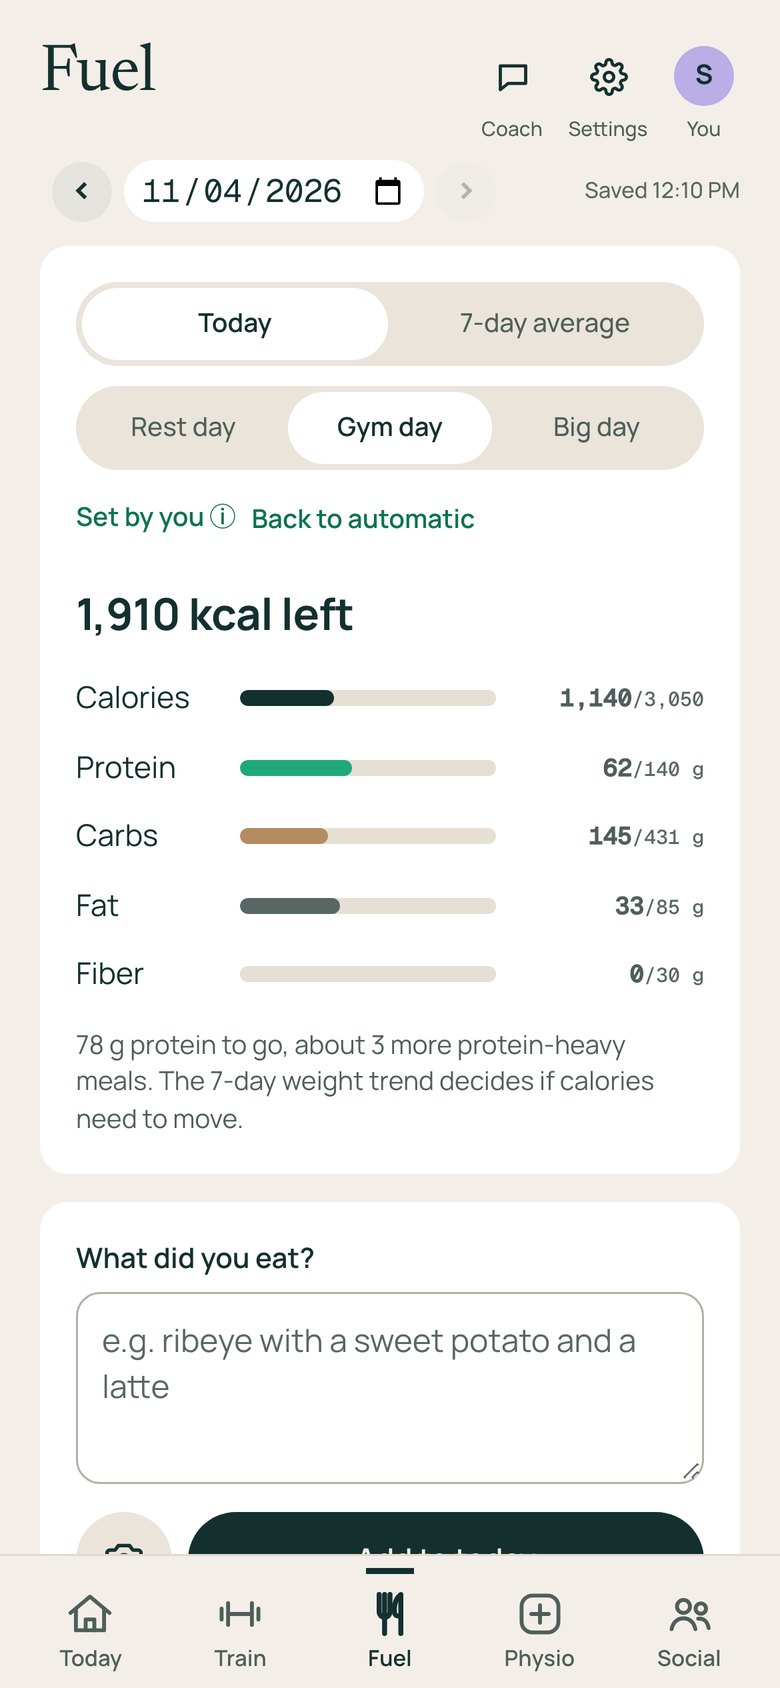 Fuel
Coach
Settings
S
You
11/04/2026
Saved 12:10 PM
Today
7-day average
Rest day
Gym day
Big day
Set by you ⓘ Back to automatic
1,910 kcal left
Calories
1,140/3,050
Protein
62/140 g
Carbs
145/431 g
Fat
33/85 g
Fiber
0/30 g
78 g protein to go, about 3 more protein-heavy
meals. The 7-day weight trend decides if calories
need to move.
What did you eat?
e.g. ribeye with a sweet potato and a
latte
Today
Train
Fuel
Physio
Social